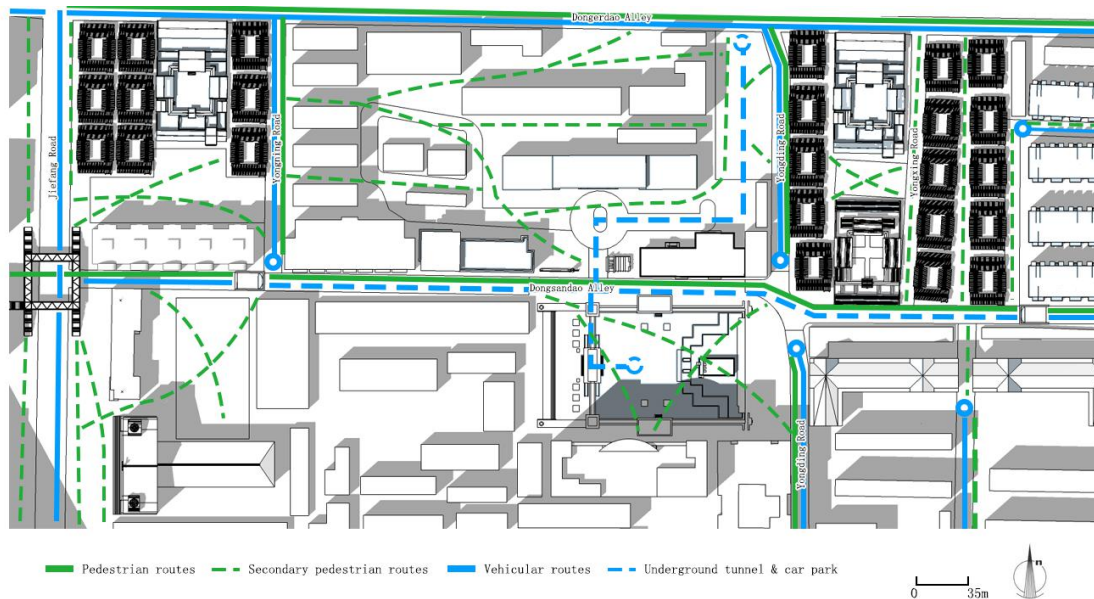 Dongerdao Alley
Jiefang Road
Yongning Road
Yongding Road
Yongxing Road
Dongsandao Alley
Yongding Road
Pedestrian routes
Secondary pedestrian routes
Vehicular routes
Underground tunnel & car park
0 35m
n